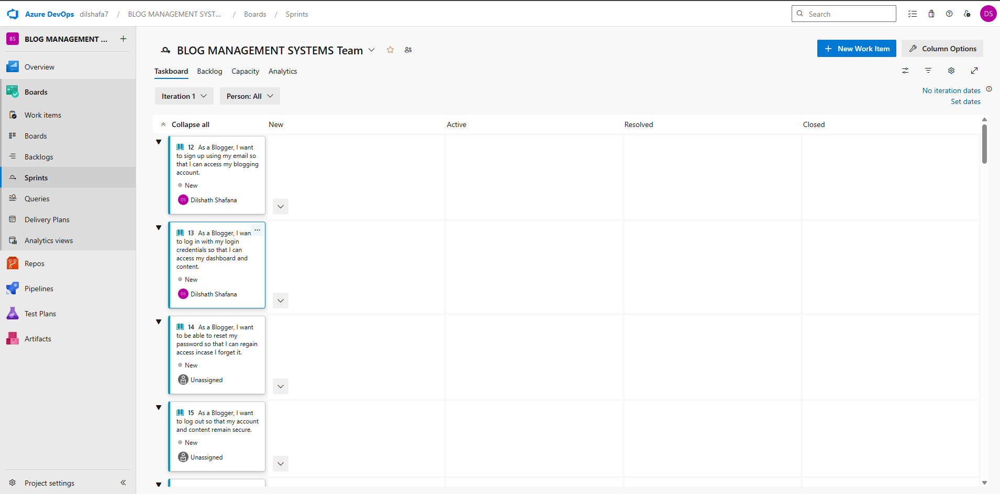 Azure DevOps dilshafa7 / BLOG MANAGEMENT SYST... / Boards / Sprints
Search
DS
BS BLOG MANAGEMENT ...
Overview
Boards
Work items
Boards
Backlogs
Sprints
Queries
Delivery Plans
Analytics views
Repos
Pipelines
Test Plans
Artifacts
Project settings
BLOG MANAGEMENT SYSTEMS Team
New Work Item
Column Options
Taskboard Backlog Capacity Analytics
Iteration 1
Person: All
No iteration dates
Set dates
Collapse all New Active Resolved Closed
12 As a Blogger, I want
to sign up using my email so
that I can access my blogging
account.
New
DS Dilshath Shafana
13 As a Blogger, I wan ...
to log in with my login
credentials so that I can
access my dashboard and
content.
New
DS Dilshath Shafana
14 As a Blogger, I want
to be able to reset my
password so that I can regain
access incase I forget it.
New
Unassigned
15 As a Blogger, I want
to log out so that my account
and content remain secure.
New
Unassigned